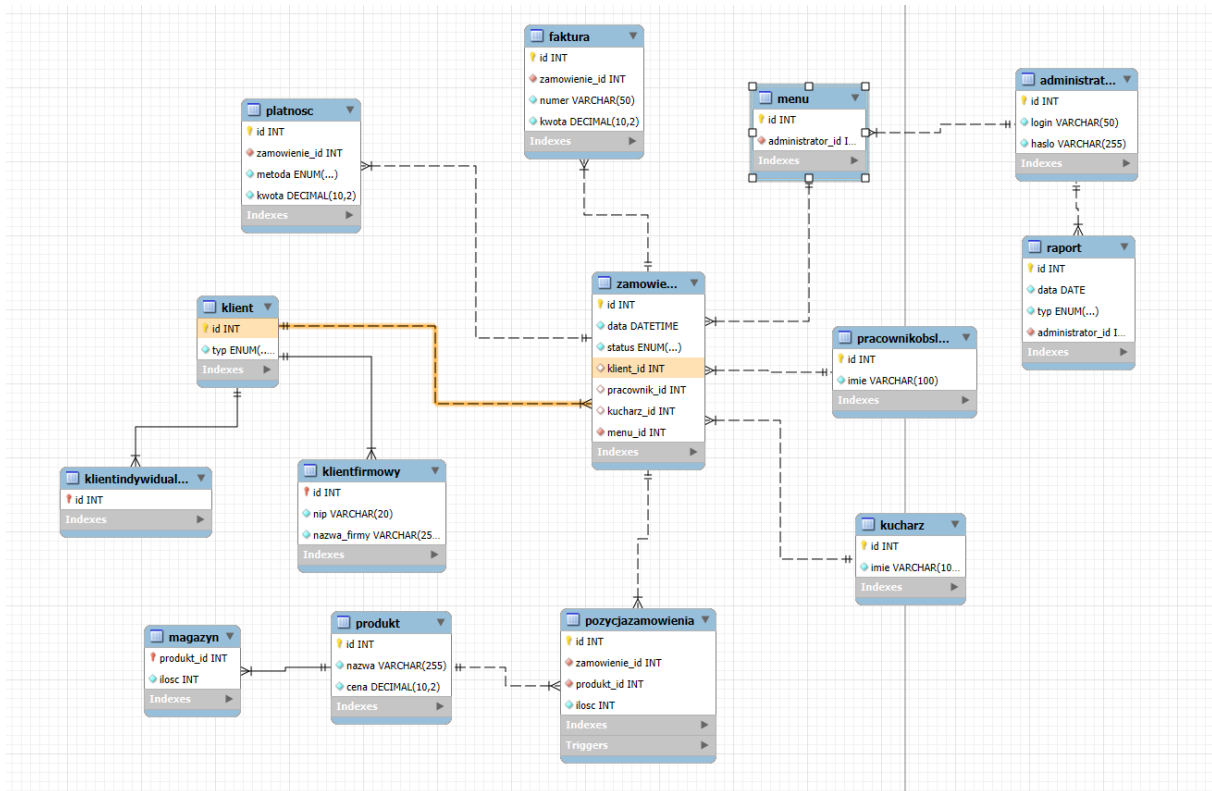 faktura
id INT
zamowienie_id INT
numer VARCHAR(50)
kwota DECIMAL(10,2)
Indexes
platnosc
id INT
zamowienie_id INT
metoda ENUM(...)
kwota DECIMAL(10,2)
Indexes
menu
id INT
administrator_id I...
Indexes
administrat...
id INT
login VARCHAR(50)
haslo VARCHAR(255)
Indexes
raport
id INT
data DATE
typ ENUM(...)
administrator_id I...
Indexes
klient
id INT
typ ENUM(...
Indexes
zamowie...
id INT
data DATETIME
status ENUM(...)
klient_id INT
pracownik_id INT
kucharz_id INT
menu_id INT
Indexes
pracownikobsl...
id INT
imie VARCHAR(100)
Indexes
klientindywidual...
id INT
Indexes
klientfirmowy
id INT
nip VARCHAR(20)
nazwa_firmy VARCHAR(25...
Indexes
kucharz
id INT
imie VARCHAR(10...
Indexes
magazyn
produkt_id INT
ilosc INT
Indexes
produkt
id INT
nazwa VARCHAR(255)
cena DECIMAL(10,2)
Indexes
pozycjazamowienia
id INT
zamowienie_id INT
produkt_id INT
ilosc INT
Indexes
Triggers